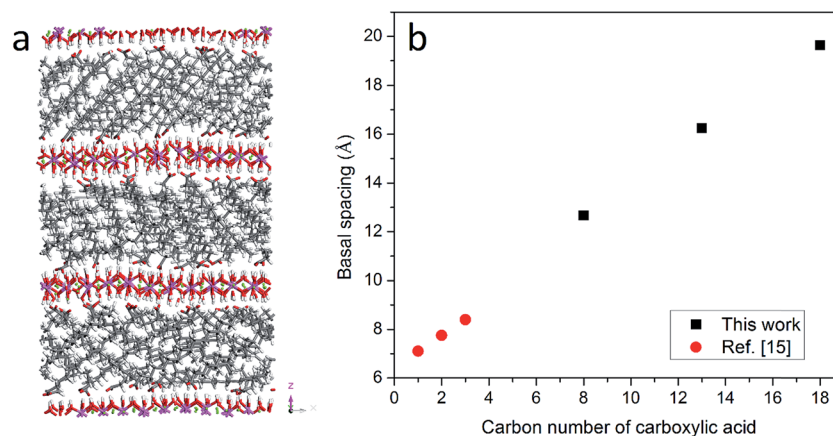 a
z
x
b
Basal spacing (Å)
20
18
16
14
12
10
8
6
0 2 4 6 8 10 12 14 16 18
Carbon number of carboxylic acid
This work
Ref. [15]